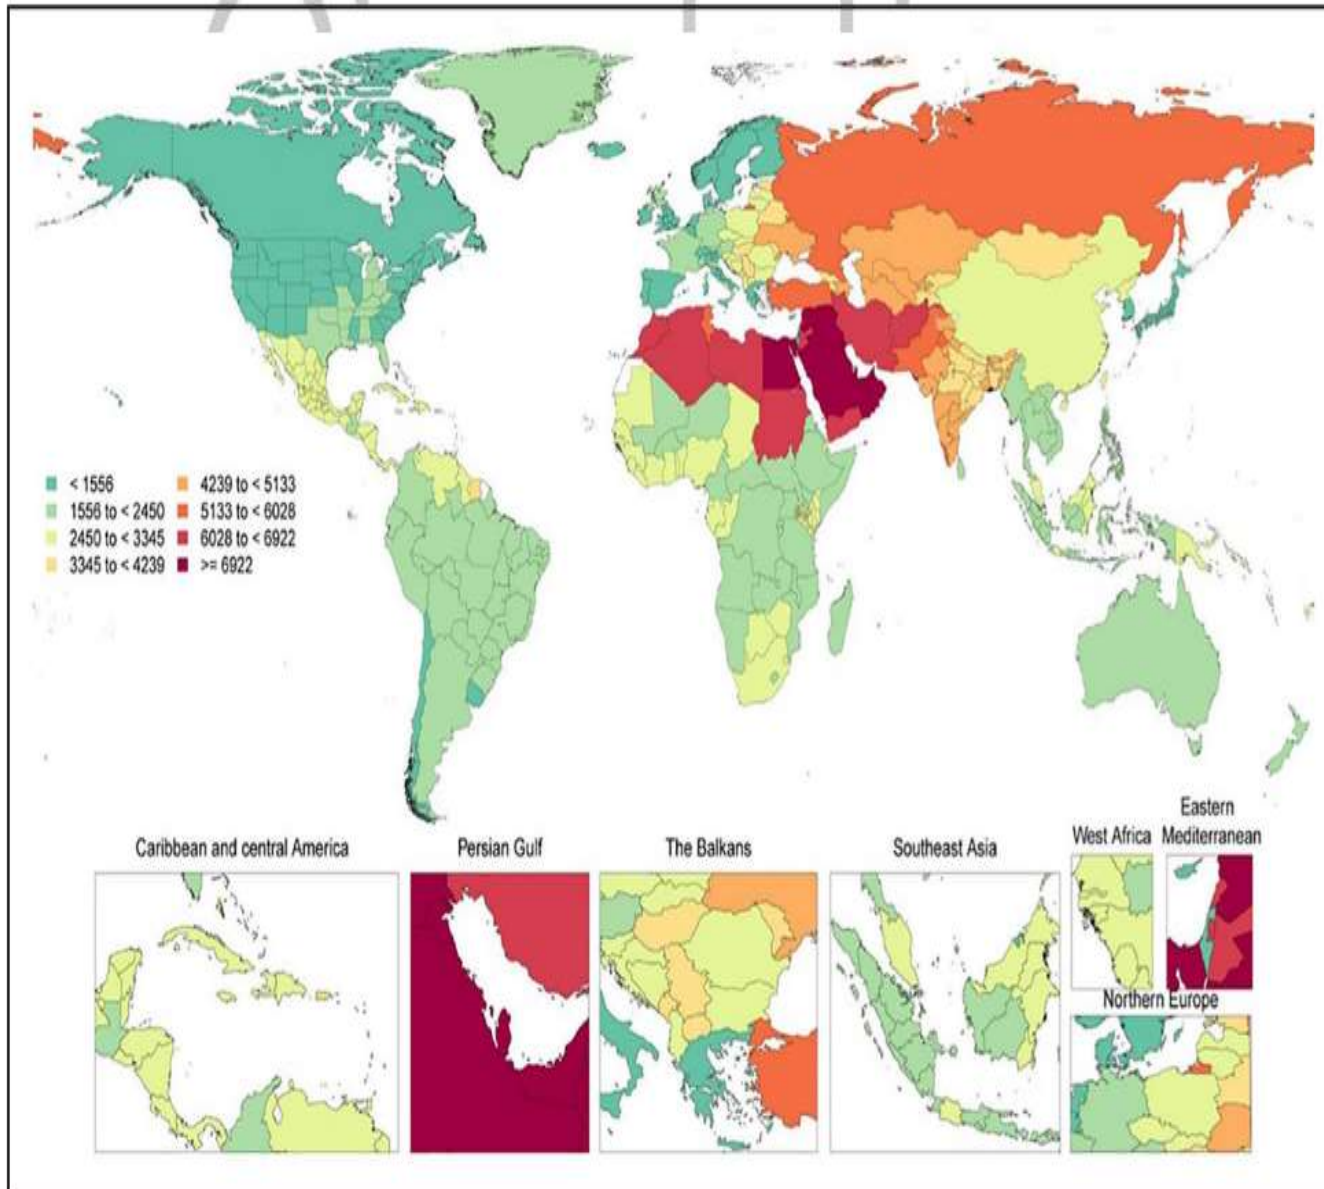 < 1556
1556 to < 2450
2450 to < 3345
3345 to < 4239
4239 to < 5133
5133 to < 6028
6028 to < 6922
>= 6922
Caribbean and central America
Persian Gulf
The Balkans
Southeast Asia
West Africa
Eastern
Mediterranean
Northern Europe